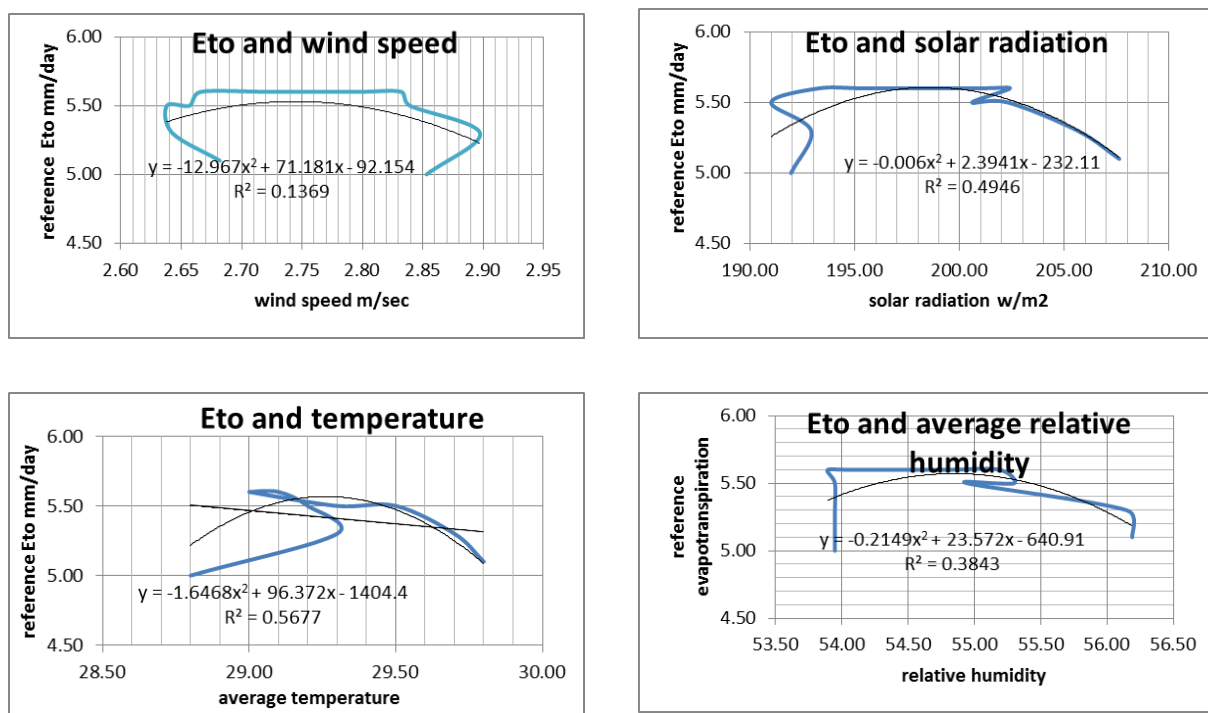 Eto and wind speed
reference Eto mm/day
6.00
5.50
5.00
4.50
y = -12.967x² + 71.181x - 92.154
R² = 0.1369
2.60 2.65 2.70 2.75 2.80 2.85 2.90 2.95
wind speed m/sec
Eto and solar radiation
reference Eto mm/day
6.00
5.50
5.00
4.50
y = -0.006x² + 2.3941x - 232.11
R² = 0.4946
190.00 195.00 200.00 205.00 210.00
solar radiation w/m2
Eto and temperature
reference Eto mm/day
6.00
5.50
5.00
4.50
y = -1.6468x² + 96.372x - 1404.4
R² = 0.5677
28.50 29.00 29.50 30.00
average temperature
Eto and average relative
humidity
reference
evapotranspiration
6.00
5.50
5.00
4.50
y = -0.2149x² + 23.572x - 640.91
R² = 0.3843
53.50 54.00 54.50 55.00 55.50 56.00 56.50
relative humidity